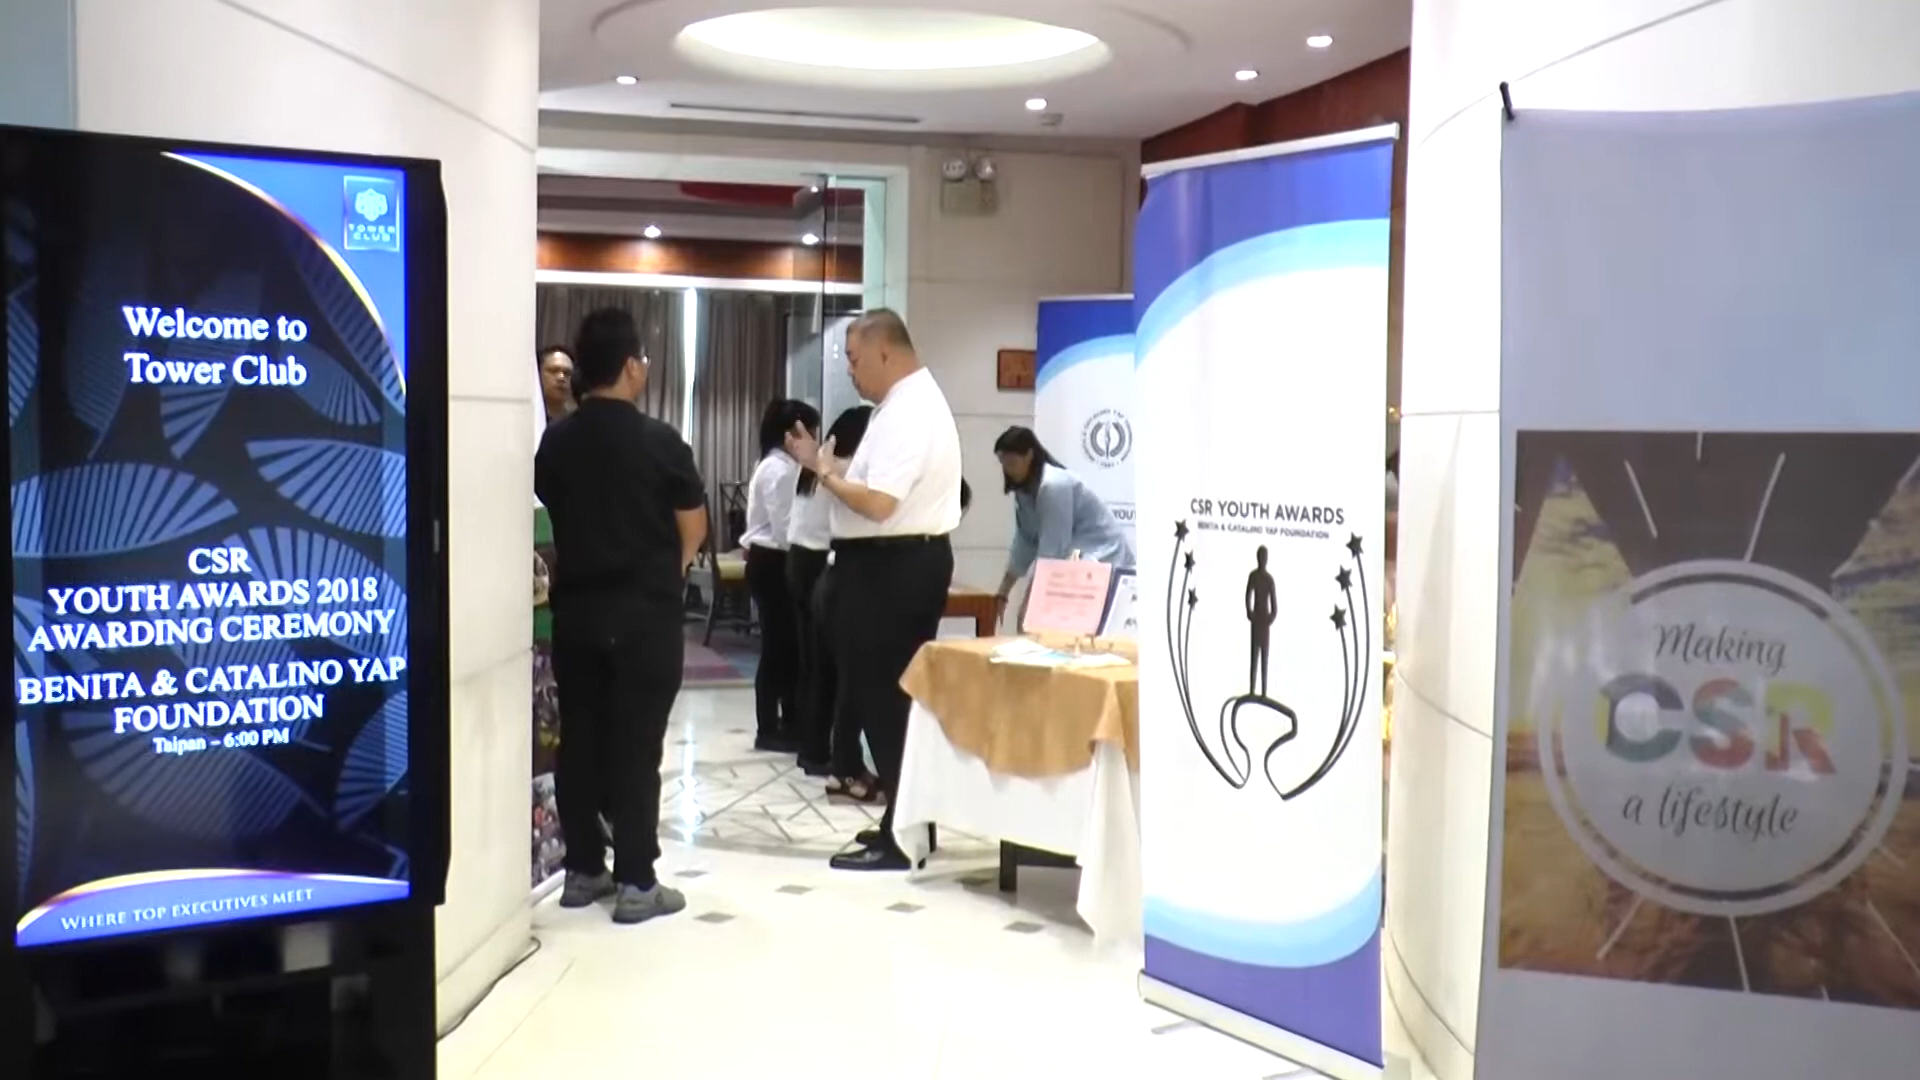 TOWER
CLUB
Welcome to
Tower Club
CSR
YOUTH AWARDS 2018
AWARDING CEREMONY
BENITA & CATALINO YAP
FOUNDATION
Taipan – 6:00 PM
WHERE TOP EXECUTIVES MEET
CSR YOUTH AWARDS
BENITA & CATALINO YAP FOUNDATION
Making
CSR
a lifestyle